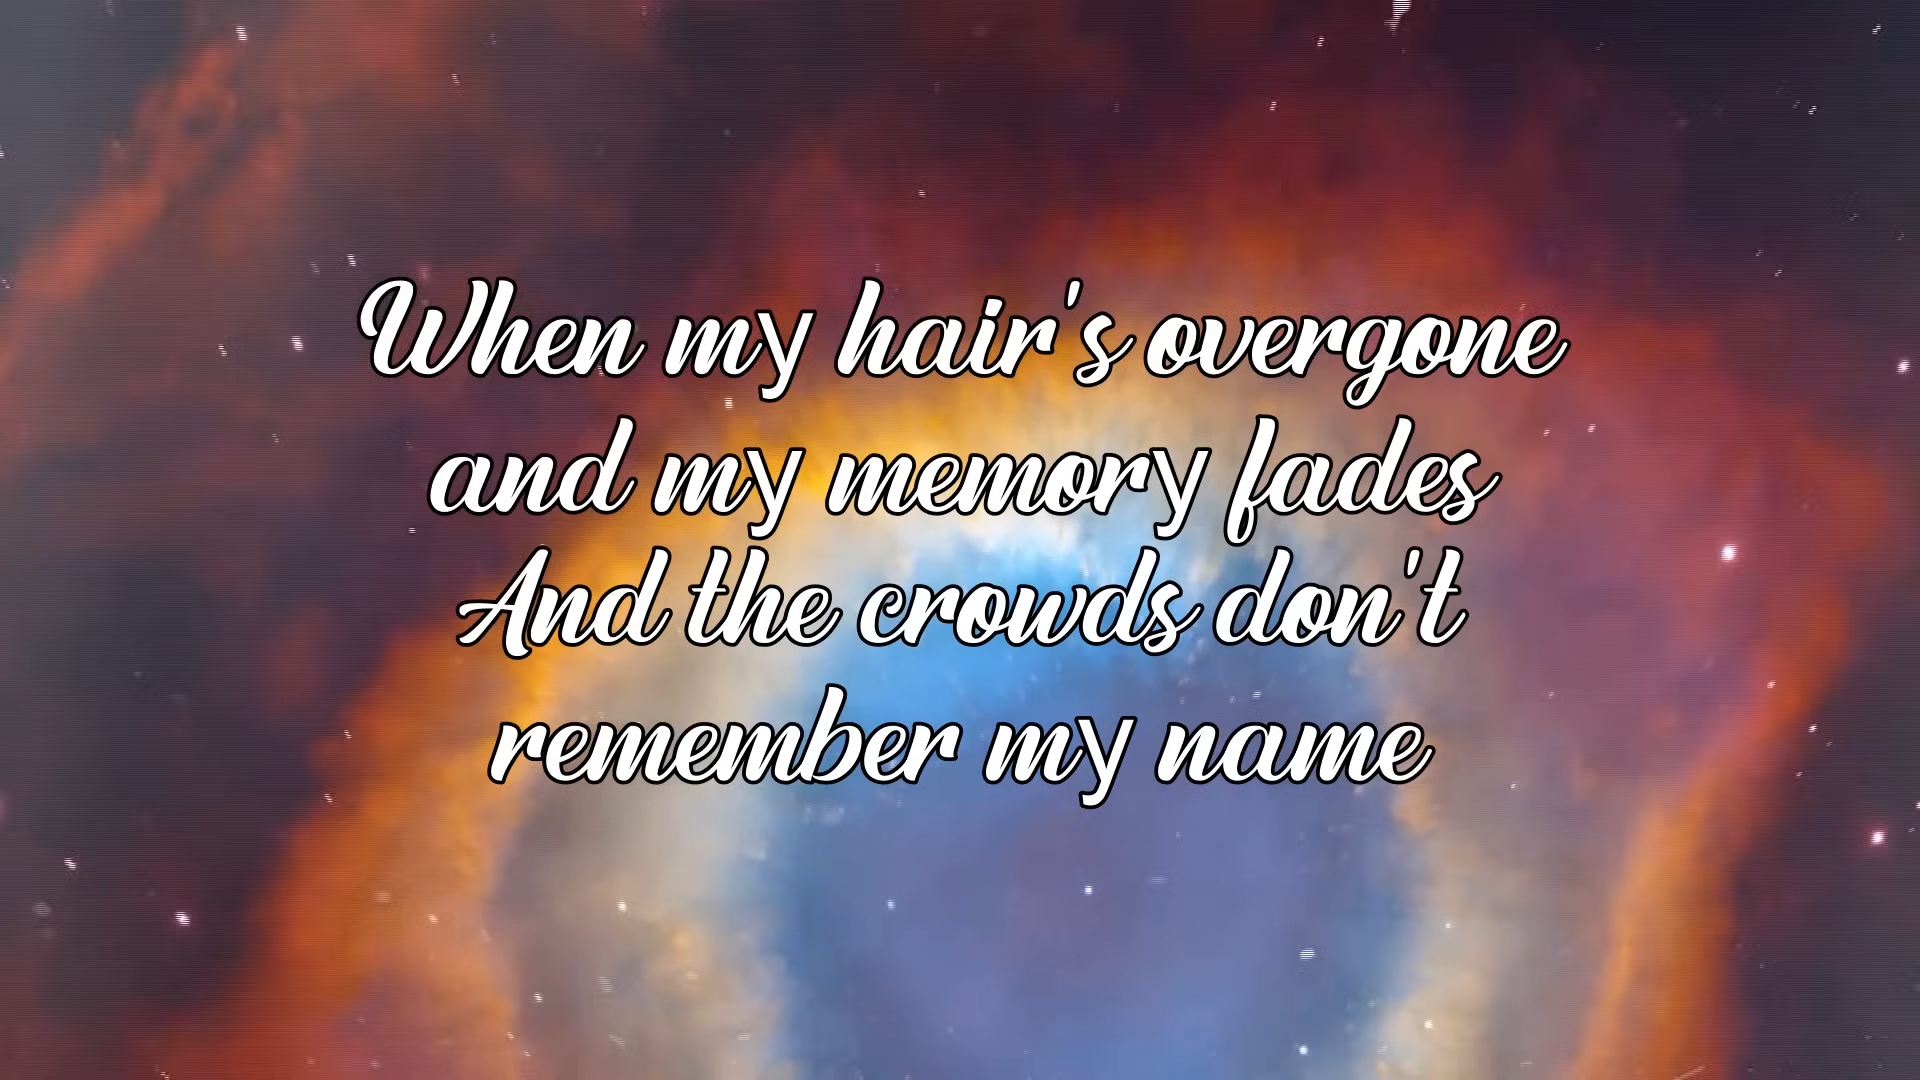 When my hair's overgone
and my memory fades
And the crowds don't
remember my name